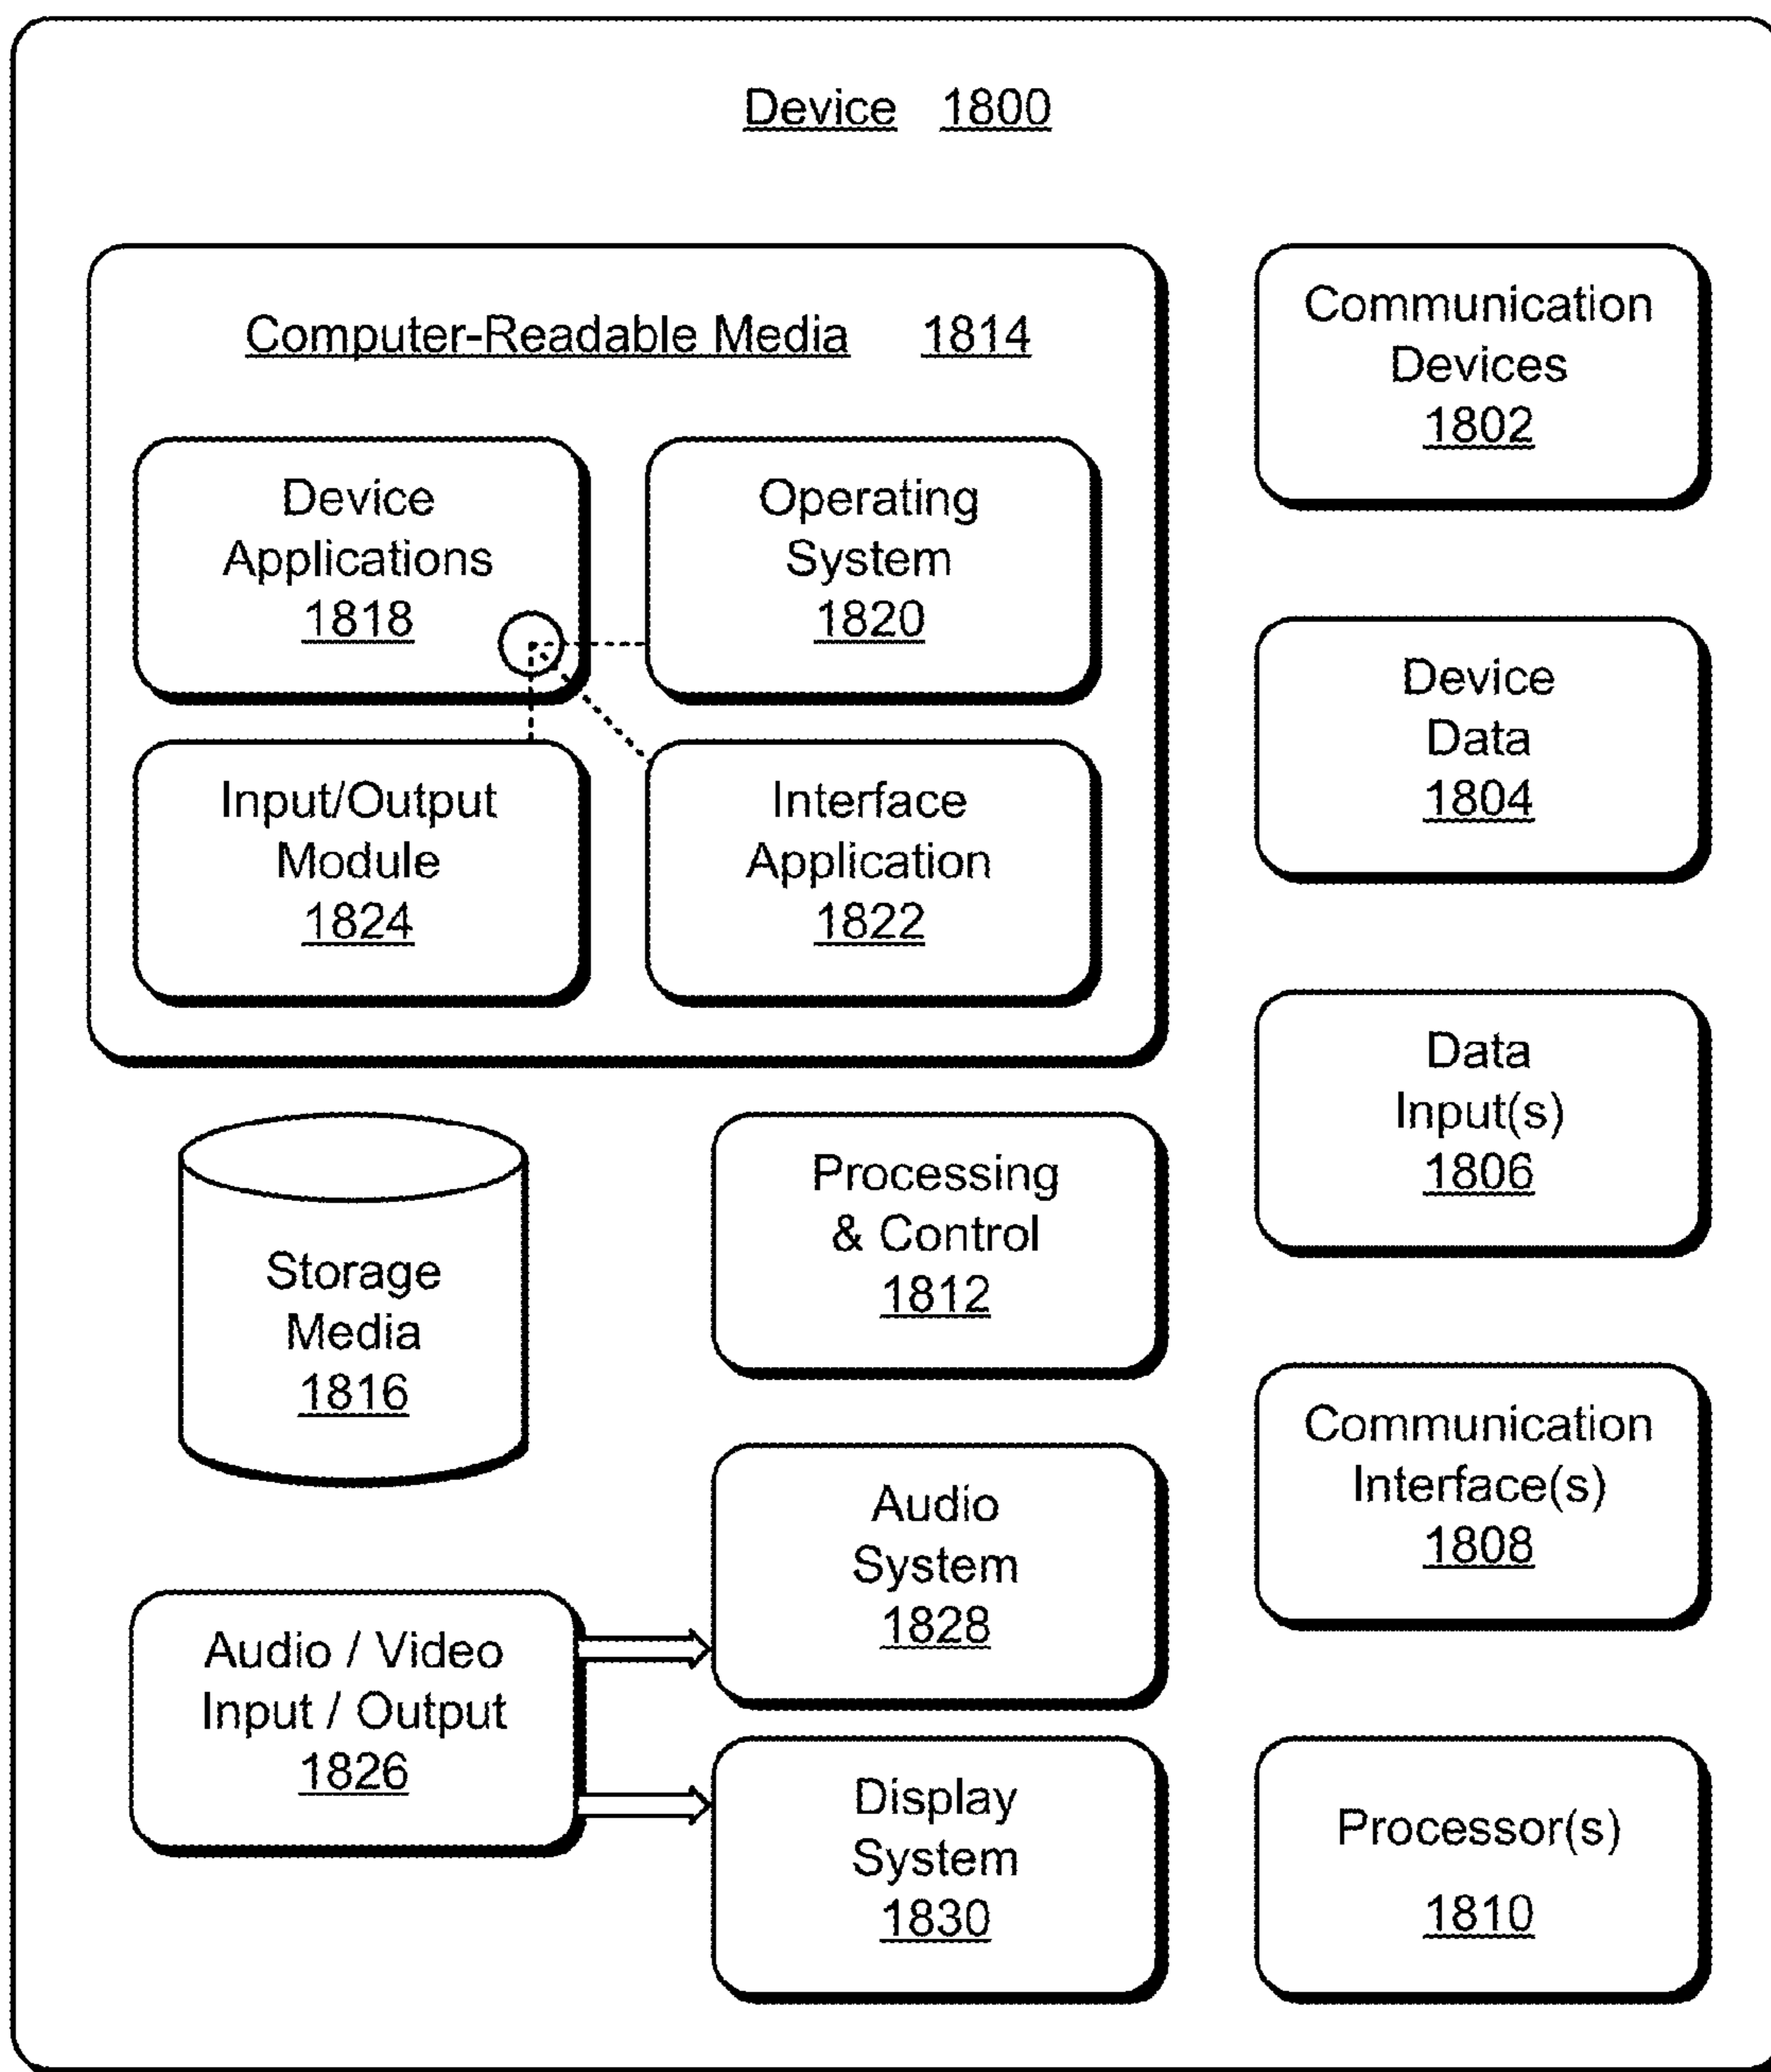 Device 1800
Computer-Readable Media 1814
Device
Applications
1818
Operating
System
1820
Input/Output
Module
1824
Interface
Application
1822
Storage
Media
1816
Processing
& Control
1812
Audio / Video
Input / Output
1826
Audio
System
1828
Display
System
1830
Communication
Devices
1802
Device
Data
1804
Data
Input(s)
1806
Communication
Interface(s)
1808
Processor(s)
1810